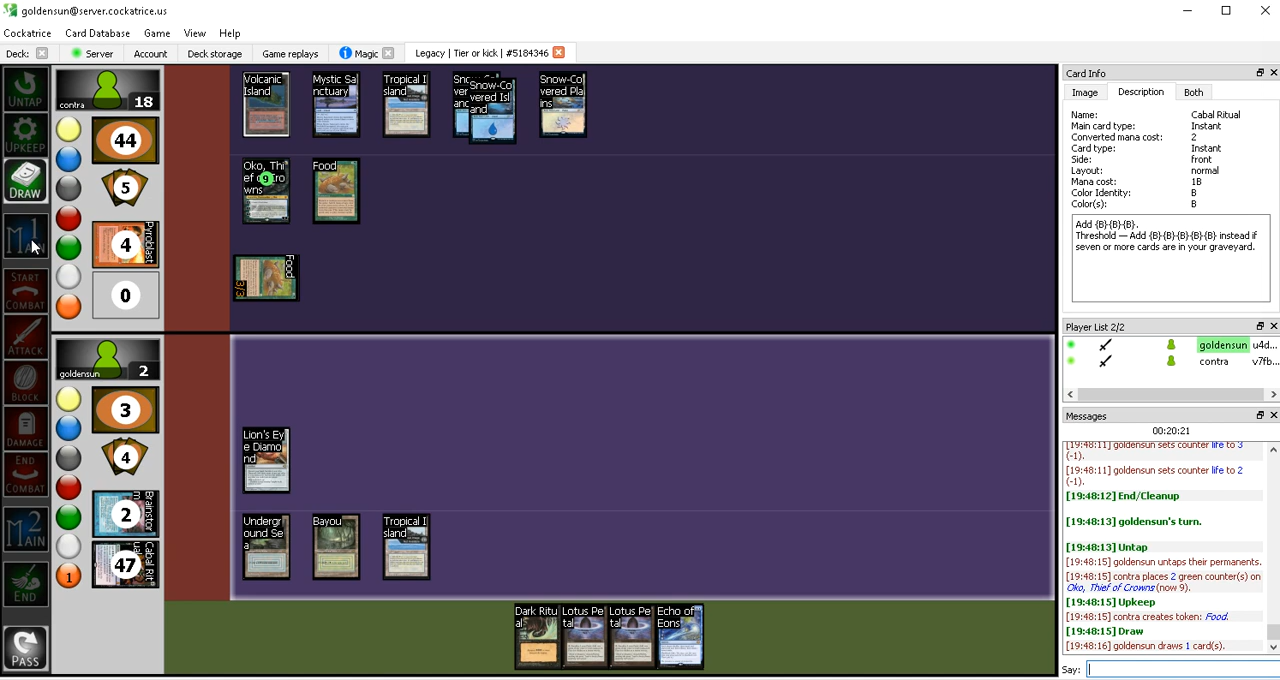 goldensun@server.cockatrice.us
Cockatrice Card Database Game View Help
Deck: Server Account Deck storage Game replays Magic Legacy | Tier or kick | #5184346
UNTAP
UPKEEP
DRAW
MAIN 1
START COMBAT
ATTACK
BLOCK
DAMAGE
END COMBAT
MAIN 2
END
PASS
contra 18
44
5
4
Pyroblast
0
Volcanic Island
Mystic Sanctuary
Tropical Island
Snow-Covered Island
Snow-Covered Plains
Oko, Thief of Crowns
9
Food
Food
3/3
goldensun 2
3
4
2
Brainstorm
47
Cabal Rit
1
Lion's Eye Diamond
Underground Sea
Bayou
Tropical Island
Dark Ritual
Lotus Petal
Lotus Petal
Echo of Eons
Card Info
Image Description Both
Name: Cabal Ritual
Main card type: Instant
Converted mana cost: 2
Card type: Instant
Side: front
Layout: normal
Mana cost: 1B
Color Identity: B
Color(s): B
Add {B}{B}{B}.
Threshold — Add {B}{B}{B}{B}{B} instead if
seven or more cards are in your graveyard.
Player List 2/2
goldensun u4d...
contra v7fb...
Messages
00:20:21
[19:48:11] goldensun sets counter life to 3
(-1).
[19:48:11] goldensun sets counter life to 2
(-1).
[19:48:12] End/Cleanup
[19:48:13] goldensun's turn.
[19:48:13] Untap
[19:48:13] goldensun untaps their permanents.
[19:48:15] contra places 2 green counter(s) on
Oko, Thief of Crowns (now 9).
[19:48:15] Upkeep
[19:48:15] contra creates token: Food.
[19:48:15] Draw
[19:48:15] goldensun draws 1 card(s).
Say: